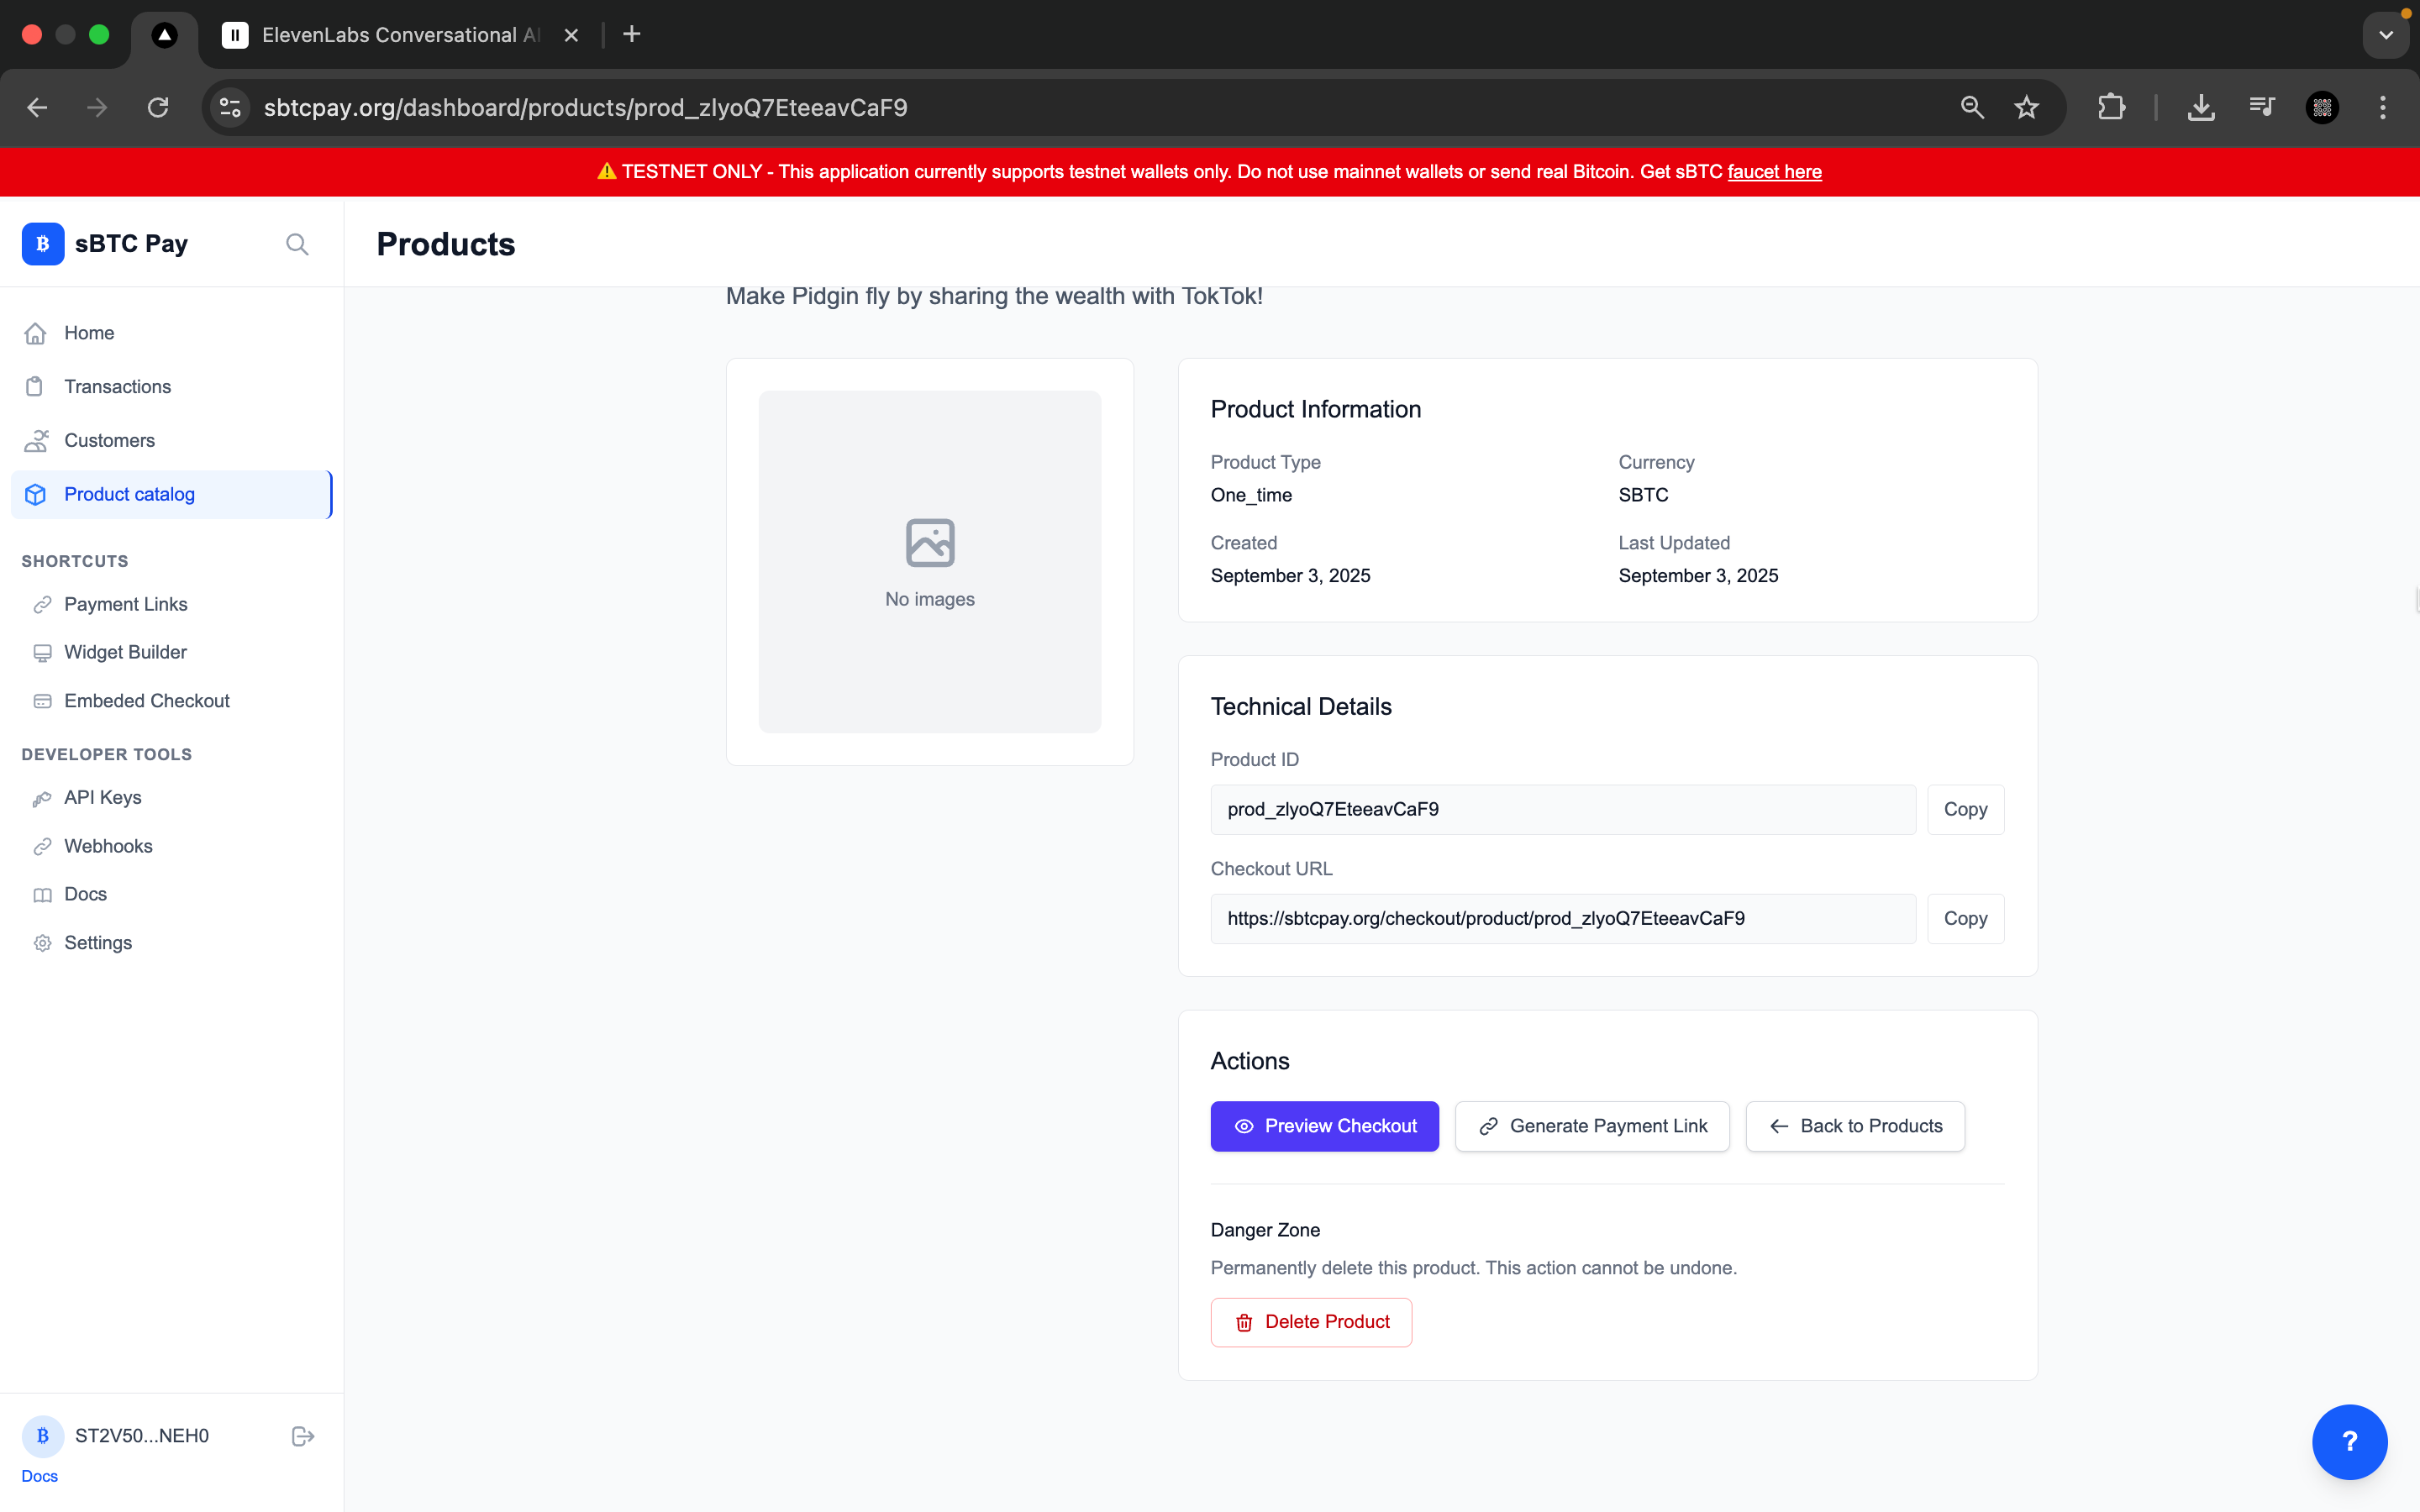 ElevenLabs Conversational AI
sbtcpay.org/dashboard/products/prod_zlyoQ7EteeavCaF9
⚠ TESTNET ONLY - This application currently supports testnet wallets only. Do not use mainnet wallets or send real Bitcoin. Get sBTC faucet here
sBTC Pay
Products
Home
Transactions
Customers
Product catalog
SHORTCUTS
Payment Links
Widget Builder
Embeded Checkout
DEVELOPER TOOLS
API Keys
Webhooks
Docs
Settings
ST2V50...NEH0
Docs
Make Pidgin fly by sharing the wealth with TokTok!
No images
Product Information
Product Type
One_time
Currency
SBTC
Created
September 3, 2025
Last Updated
September 3, 2025
Technical Details
Product ID
prod_zlyoQ7EteeavCaF9
Copy
Checkout URL
https://sbtcpay.org/checkout/product/prod_zlyoQ7EteeavCaF9
Copy
Actions
Preview Checkout
Generate Payment Link
Back to Products
Danger Zone
Permanently delete this product. This action cannot be undone.
Delete Product
?